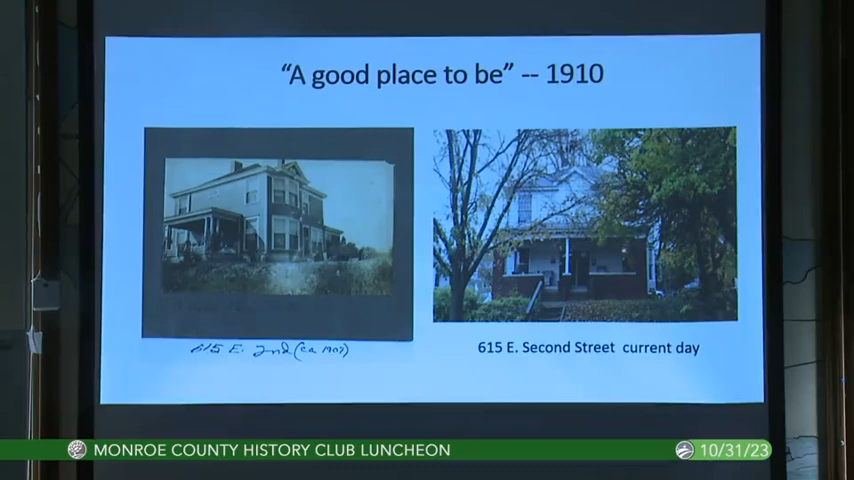 “A good place to be” -- 1910
615 E. 2nd (ca 1907)
615 E. Second Street current day
MONROE COUNTY HISTORY CLUB LUNCHEON
10/31/23